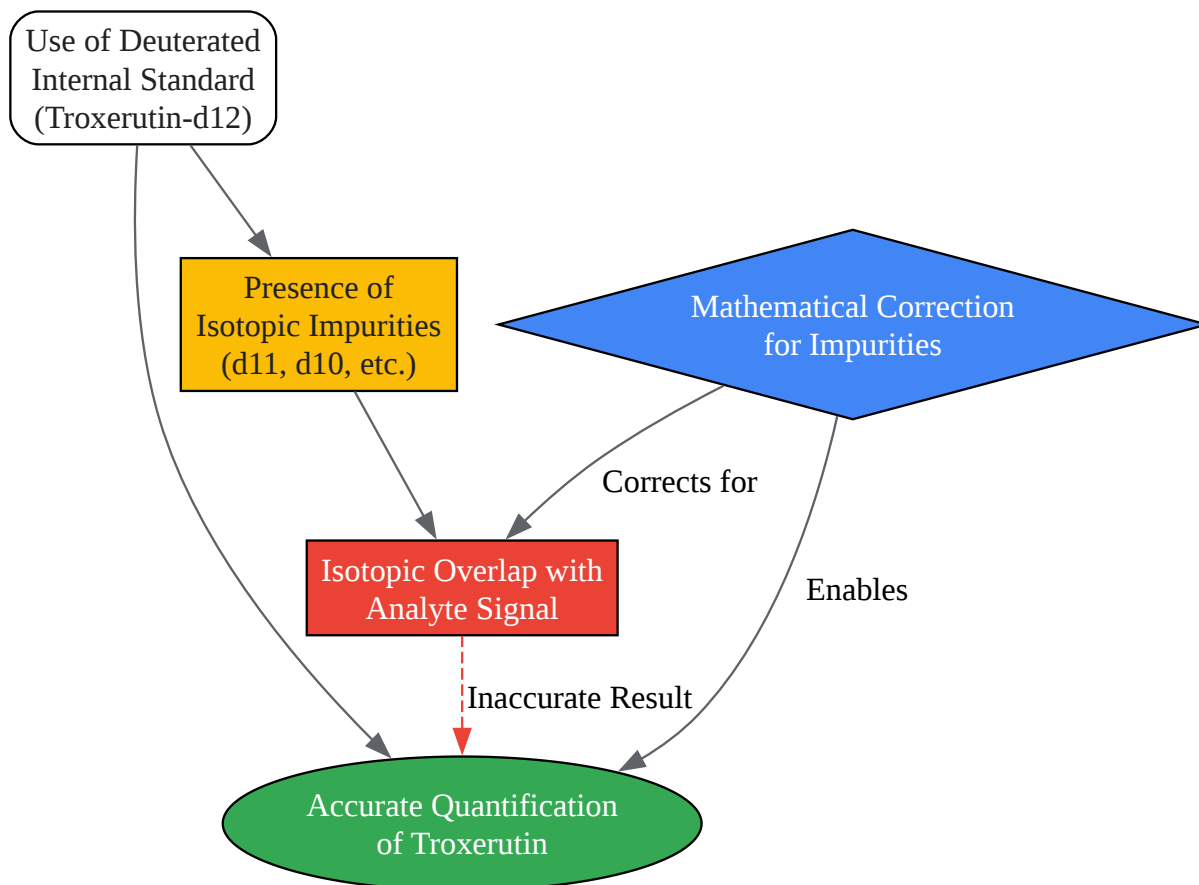 Use of Deuterated
Internal Standard
(Troxerutin-d12)
Presence of
Isotopic Impurities
(d11, d10, etc.)
Mathematical Correction
for Impurities
Corrects for
Isotopic Overlap with
Analyte Signal
Enables
Inaccurate Result
Accurate Quantification
of Troxerutin